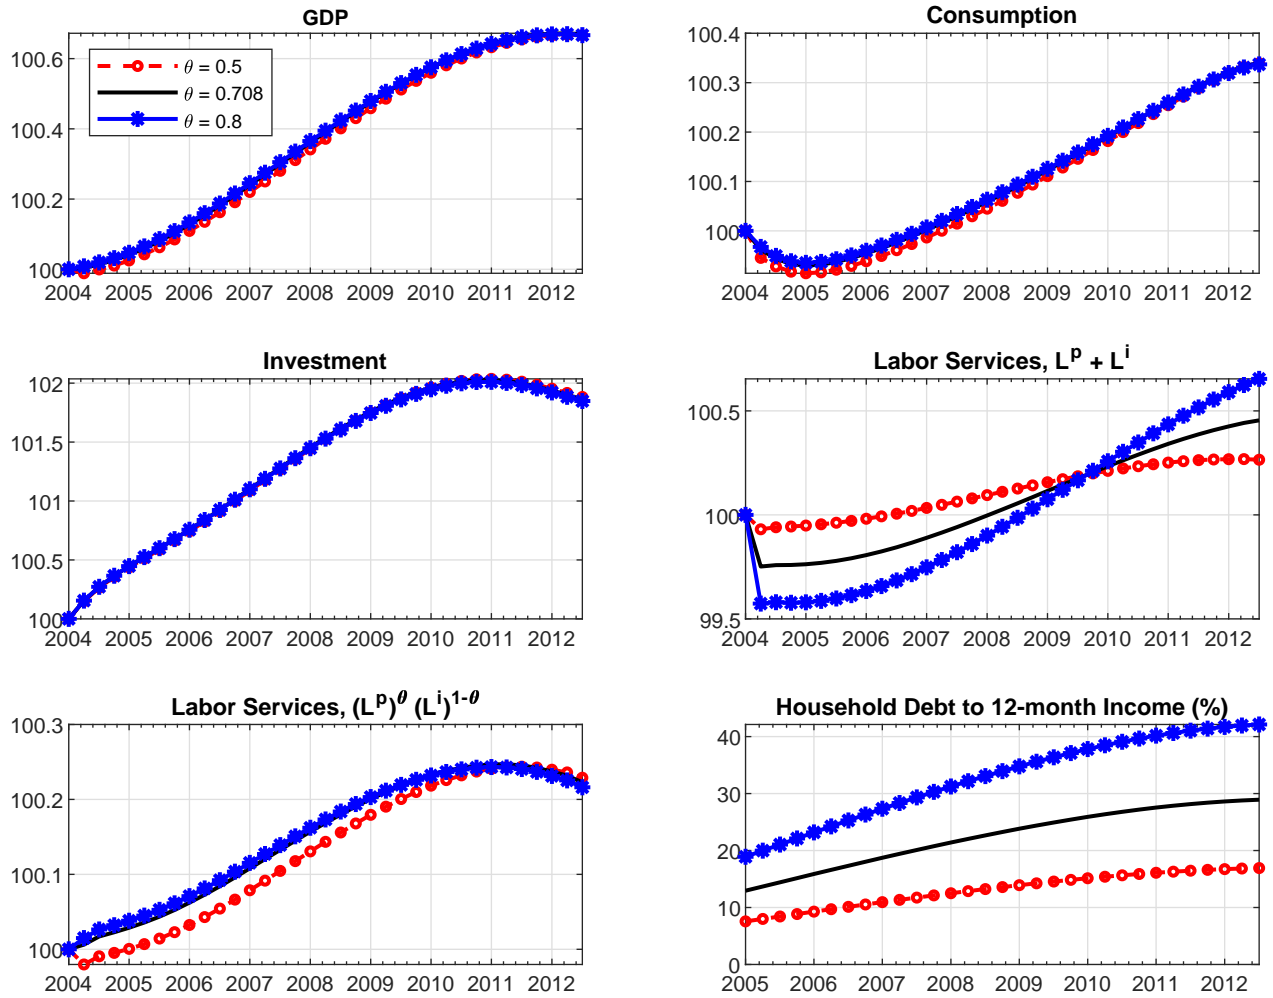 GDP
100.6
100.4
100.2
100
2004 2005 2006 2007 2008 2009 2010 2011 2012
θ = 0.5
θ = 0.708
θ = 0.8
Consumption
100.4
100.3
100.2
100.1
100
2004 2005 2006 2007 2008 2009 2010 2011 2012
Investment
102
101.5
101
100.5
100
2004 2005 2006 2007 2008 2009 2010 2011 2012
Labor Services, L^p + L^i
100.5
100
99.5
2004 2005 2006 2007 2008 2009 2010 2011 2012
Labor Services, (L^p)^θ (L^i)^1-θ
100.3
100.2
100.1
100
2004 2005 2006 2007 2008 2009 2010 2011 2012
Household Debt to 12-month Income (%)
40
30
20
10
0
2005 2006 2007 2008 2009 2010 2011 2012